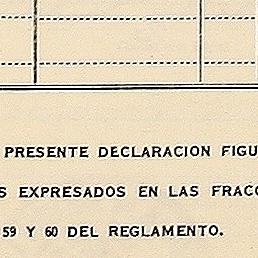 PRESENTE DECLARACION FIGU
S EXPRESADOS EN LAS FRACC
59 Y 60 DEL REGLAMENTO.